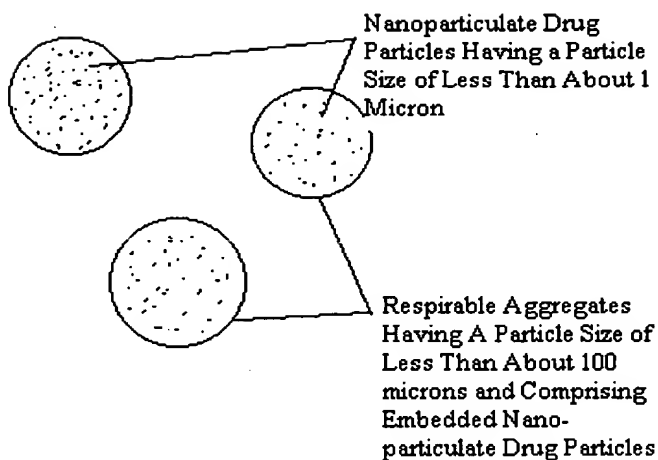 Nanoparticulate Drug
Particles Having a Particle
Size of Less Than About 1
Micron
Respirable Aggregates
Having A Particle Size of
Less Than About 100
microns and Comprising
Embedded Nano-
particulate Drug Particles